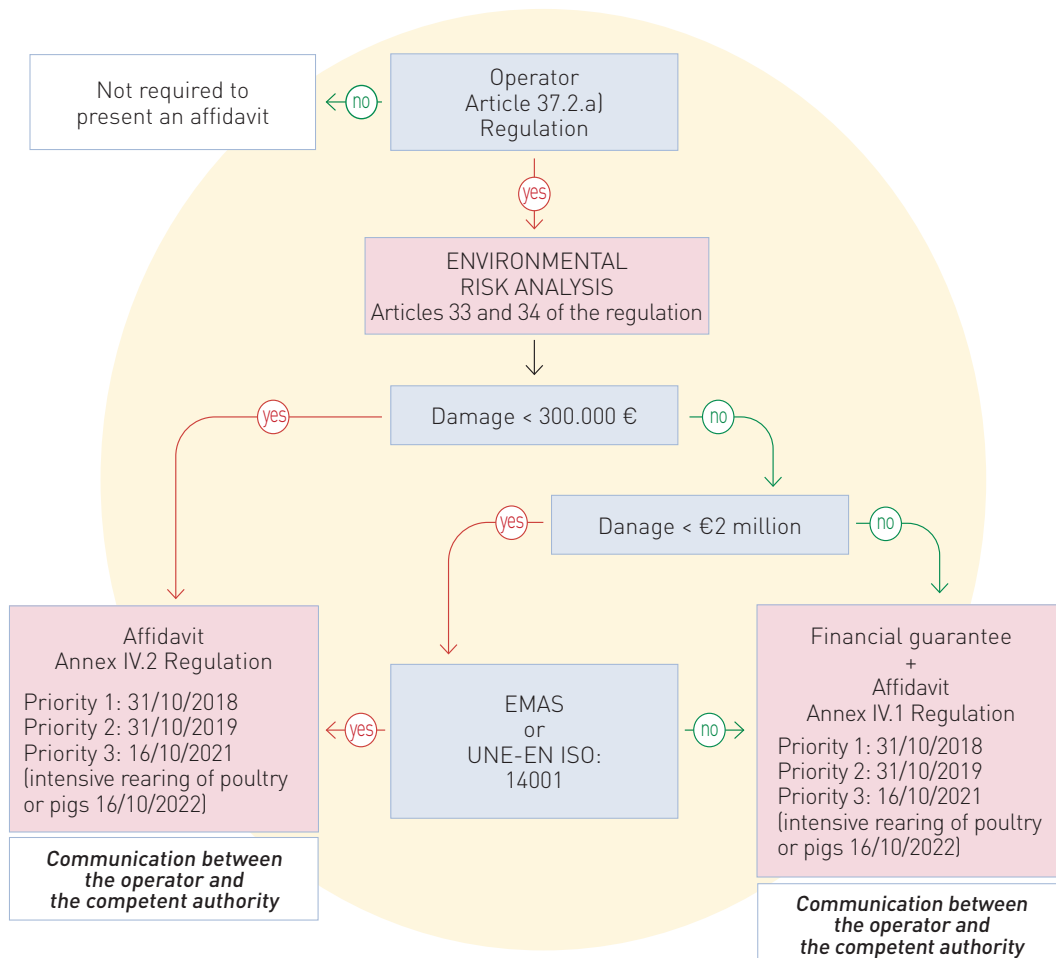 Not required to
present an affidavit
no
Operator
Article 37.2.a)
Regulation
yes
ENVIRONMENTAL
RISK ANALYSIS
Articles 33 and 34 of the regulation
yes
Damage < 300.000 €
no
yes
Danage < €2 million
no
Affidavit
Annex IV.2 Regulation
Priority 1: 31/10/2018
Priority 2: 31/10/2019
Priority 3: 16/10/2021
(intensive rearing of poultry
or pigs 16/10/2022)
Communication between
the operator and
the competent authority
yes
EMAS
or
UNE-EN ISO:
14001
no
Financial guarantee
+
Affidavit
Annex IV.1 Regulation
Priority 1: 31/10/2018
Priority 2: 31/10/2019
Priority 3: 16/10/2021
(intensive rearing of poultry
or pigs 16/10/2022)
Communication between
the operator and
the competent authority